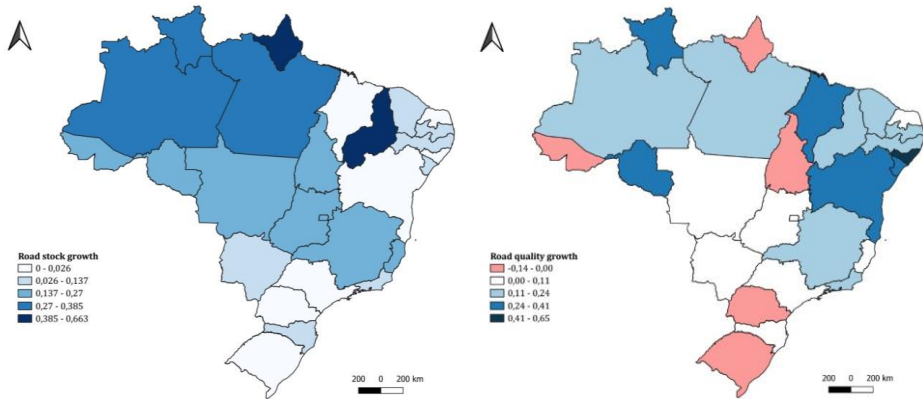 Road stock growth
0 - 0,026
0,026 - 0,137
0,137 - 0,27
0,27 - 0,385
0,385 - 0,663
200 0 200 km
Road quality growth
-0,14 - 0,00
0,00 - 0,11
0,11 - 0,24
0,24 - 0,41
0,41 - 0,65
200 0 200 km